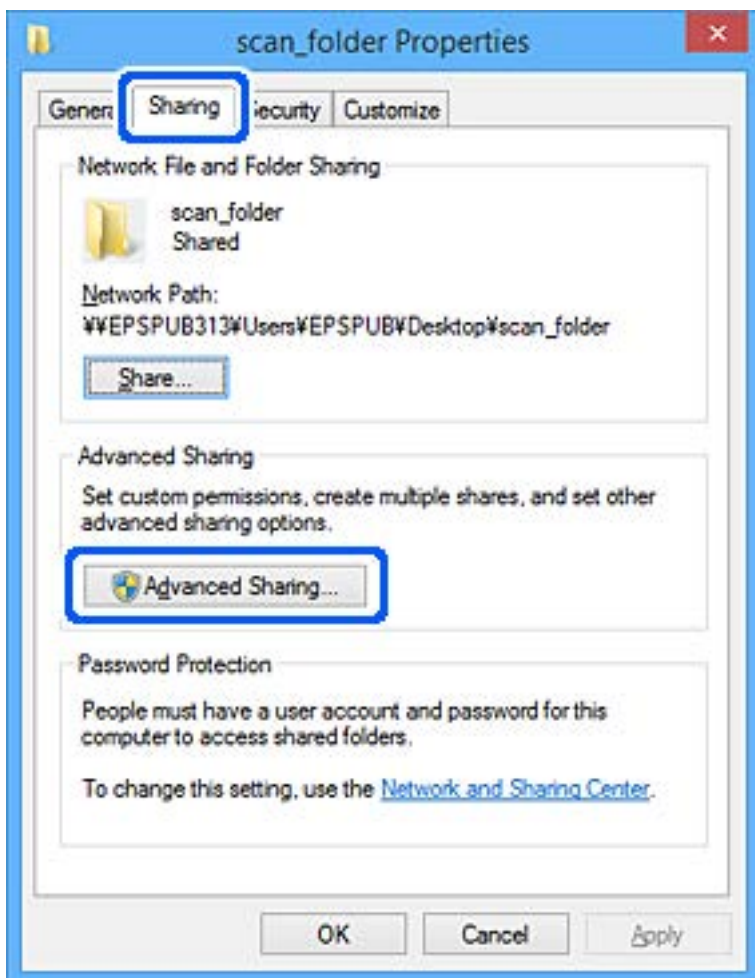 scan_folder Properties
Sharing
Security Customize
Network File and Folder Sharing
scan_folder
Shared
Network Path:
¥¥EPSPUB313¥Users¥EPSPUB¥Desktop¥scan_folder
Share...
Advanced Sharing
Set custom permissions, create multiple shares, and set other
advanced sharing options.
Advanced Sharing...
Password Protection
People must have a user account and password for this
computer to access shared folders.
To change this setting, use the Network and Sharing Center.
OK Cancel Apply